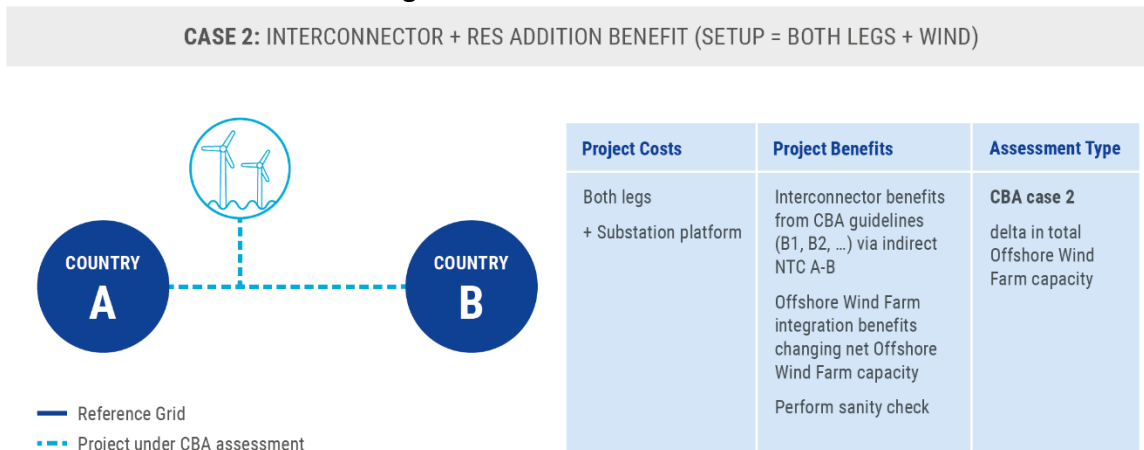 CASE 2: INTERCONNECTOR + RES ADDITION BENEFIT (SETUP = BOTH LEGS + WIND)
COUNTRY
A
COUNTRY
B
Reference Grid
Project under CBA assessment
Project Costs
Both legs
+ Substation platform
Project Benefits
Interconnector benefits
from CBA guidelines
(B1, B2, ...) via indirect
NTC A-B
Offshore Wind Farm
integration benefits
changing net Offshore
Wind Farm capacity
Perform sanity check
Assessment Type
CBA case 2
delta in total
Offshore Wind
Farm capacity